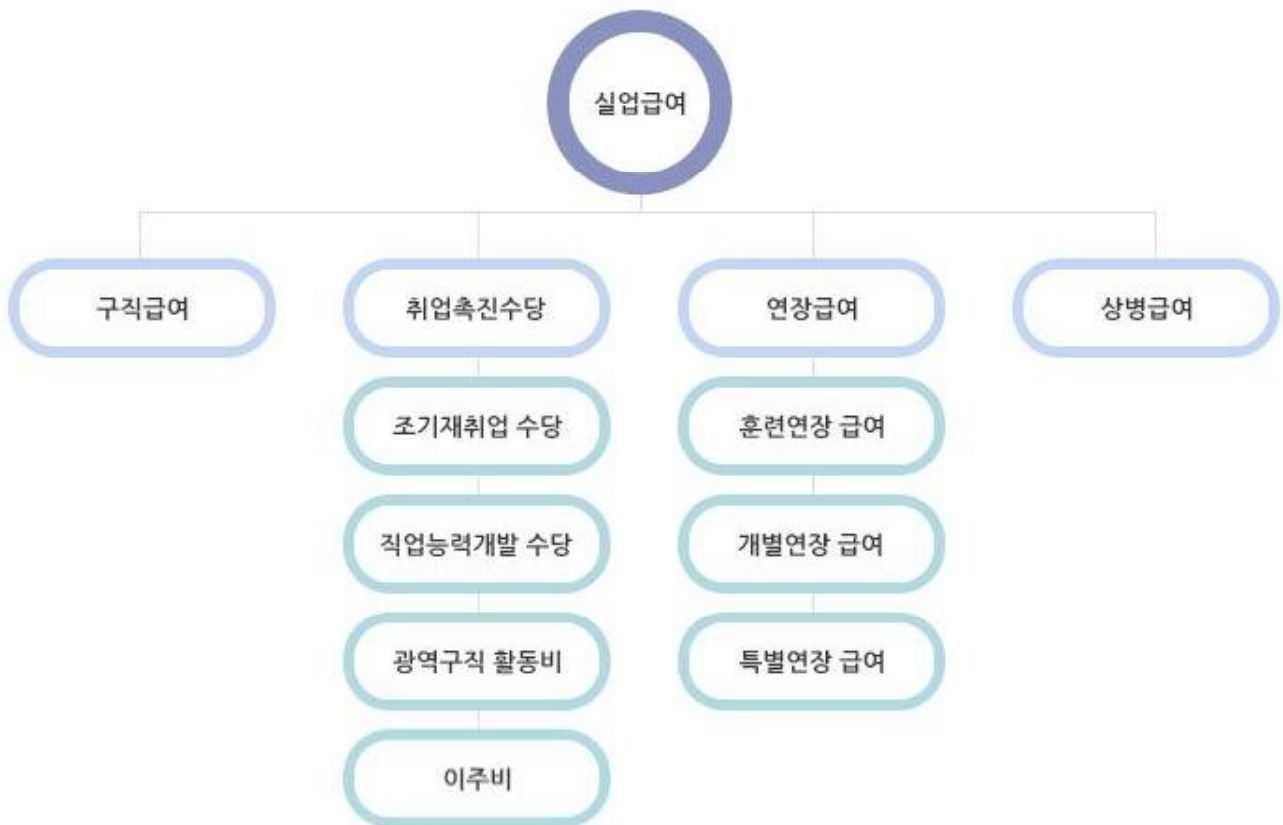 실업급여
구직급여
취업촉진수당
연장급여
상병급여
조기재취업 수당
훈련연장 급여
직업능력개발 수당
개별연장 급여
광역구직 활동비
특별연장 급여
이주비